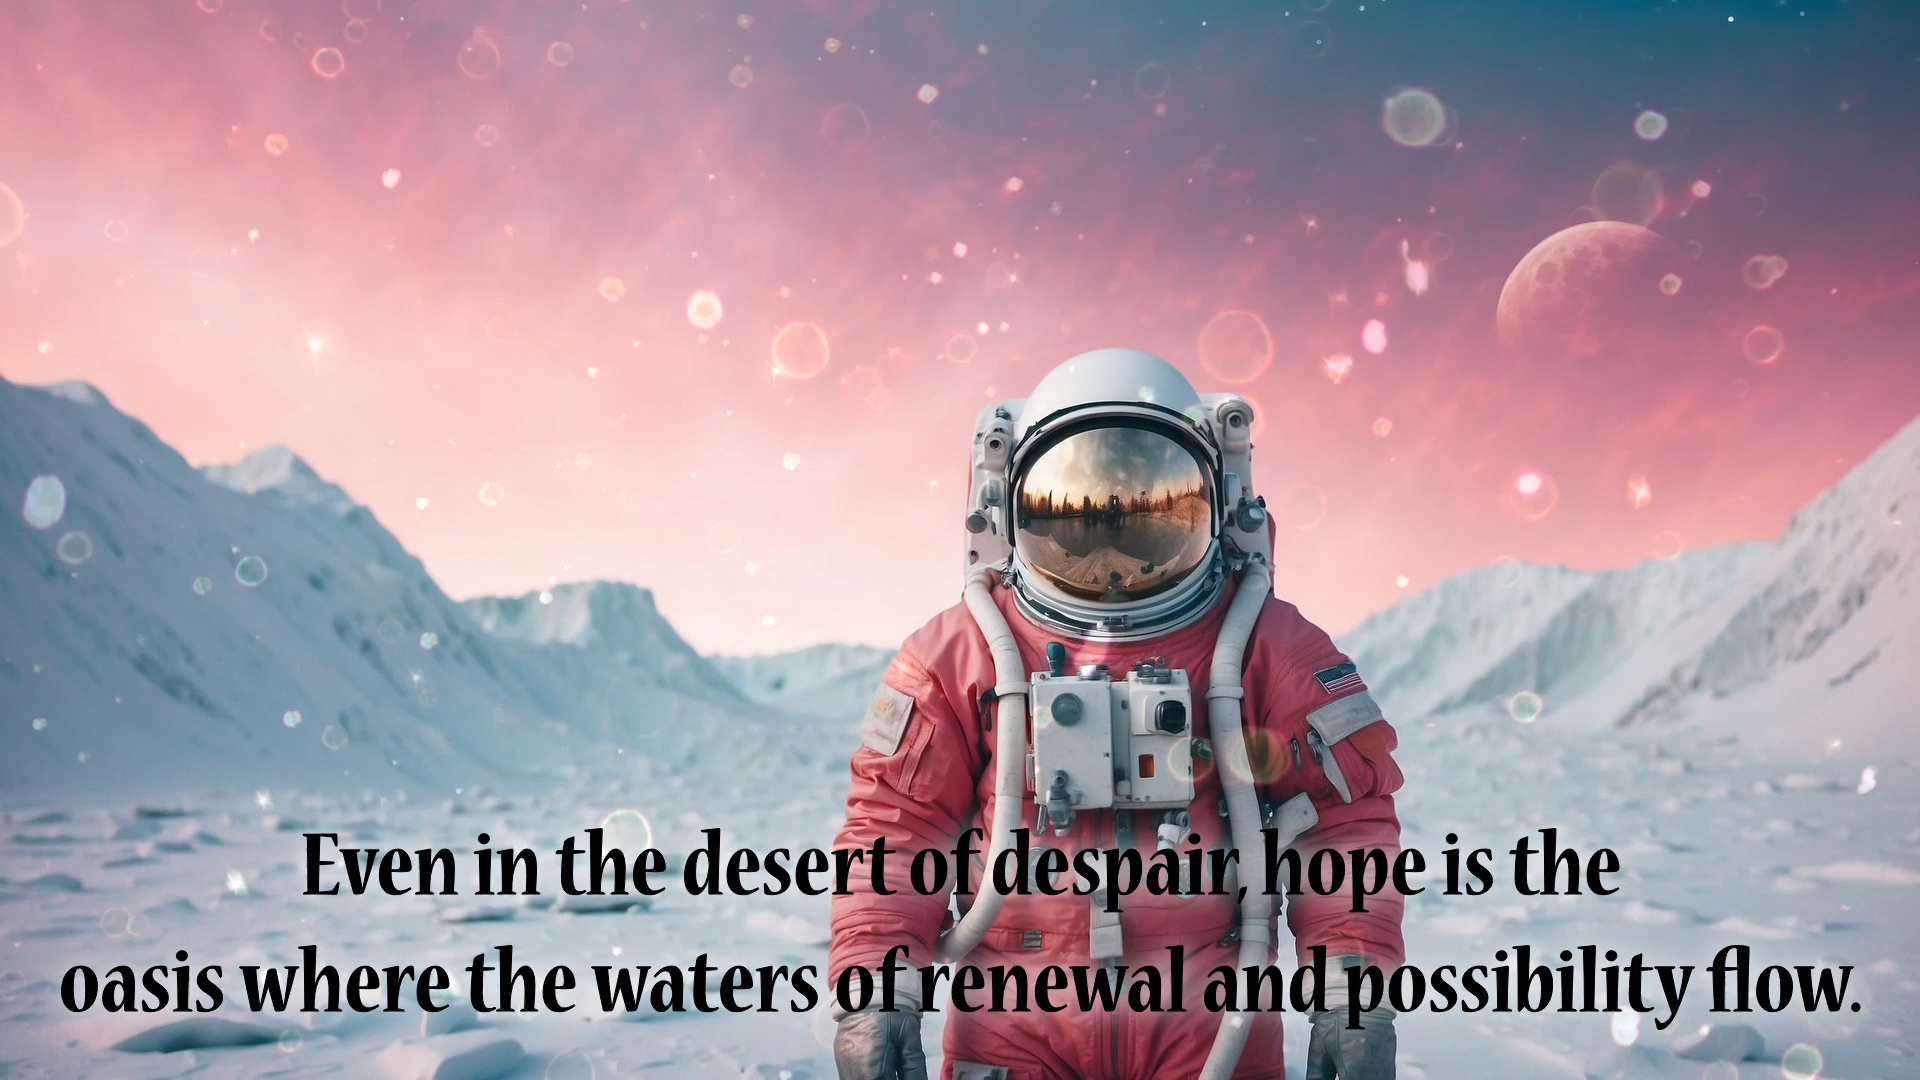 Even in the desert of despair, hope is the
oasis where the waters of renewal and possibility flow.